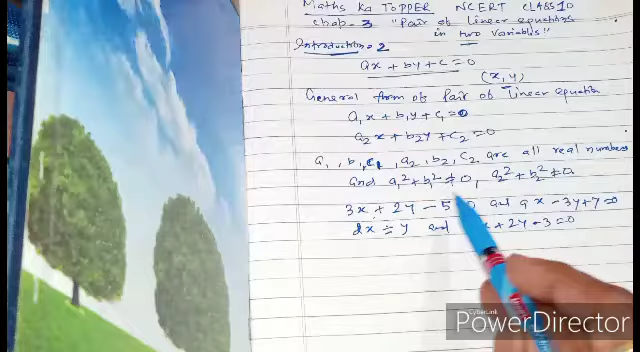 Maths Ka TOPPER NCERT CLASS 10
Chap. 3 "Pair of Linear equations
in two variables"
Introduction = 2
ax + by + c = 0
(x, y)
General form of Pair of Linear equation
a₁x + b₁y + c₁ = 0
a₂x + b₂y + c₂ = 0
a₁, b₁, c₁, a₂, b₂, c₂ are all real numbers
and a₁² + b₁² ≠ 0, a₂² + b₂² ≠ 0
3x + 2y - 5 0 and x - 3y + 7 = 0
2x = y and + 2y - 3 = 0
CyberLink
PowerDirector